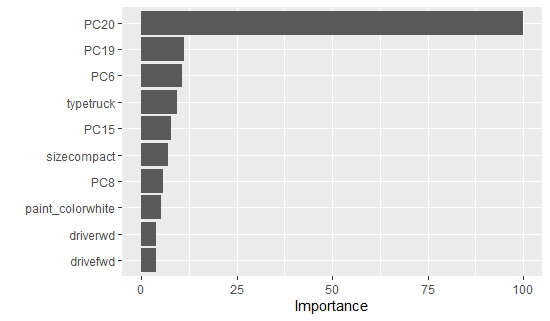 PC20
PC19
PC6
typetruck
PC15
sizecompact
PC8
paint_colorwhite
driverwd
drivefwd
0 25 50 75 100
Importance